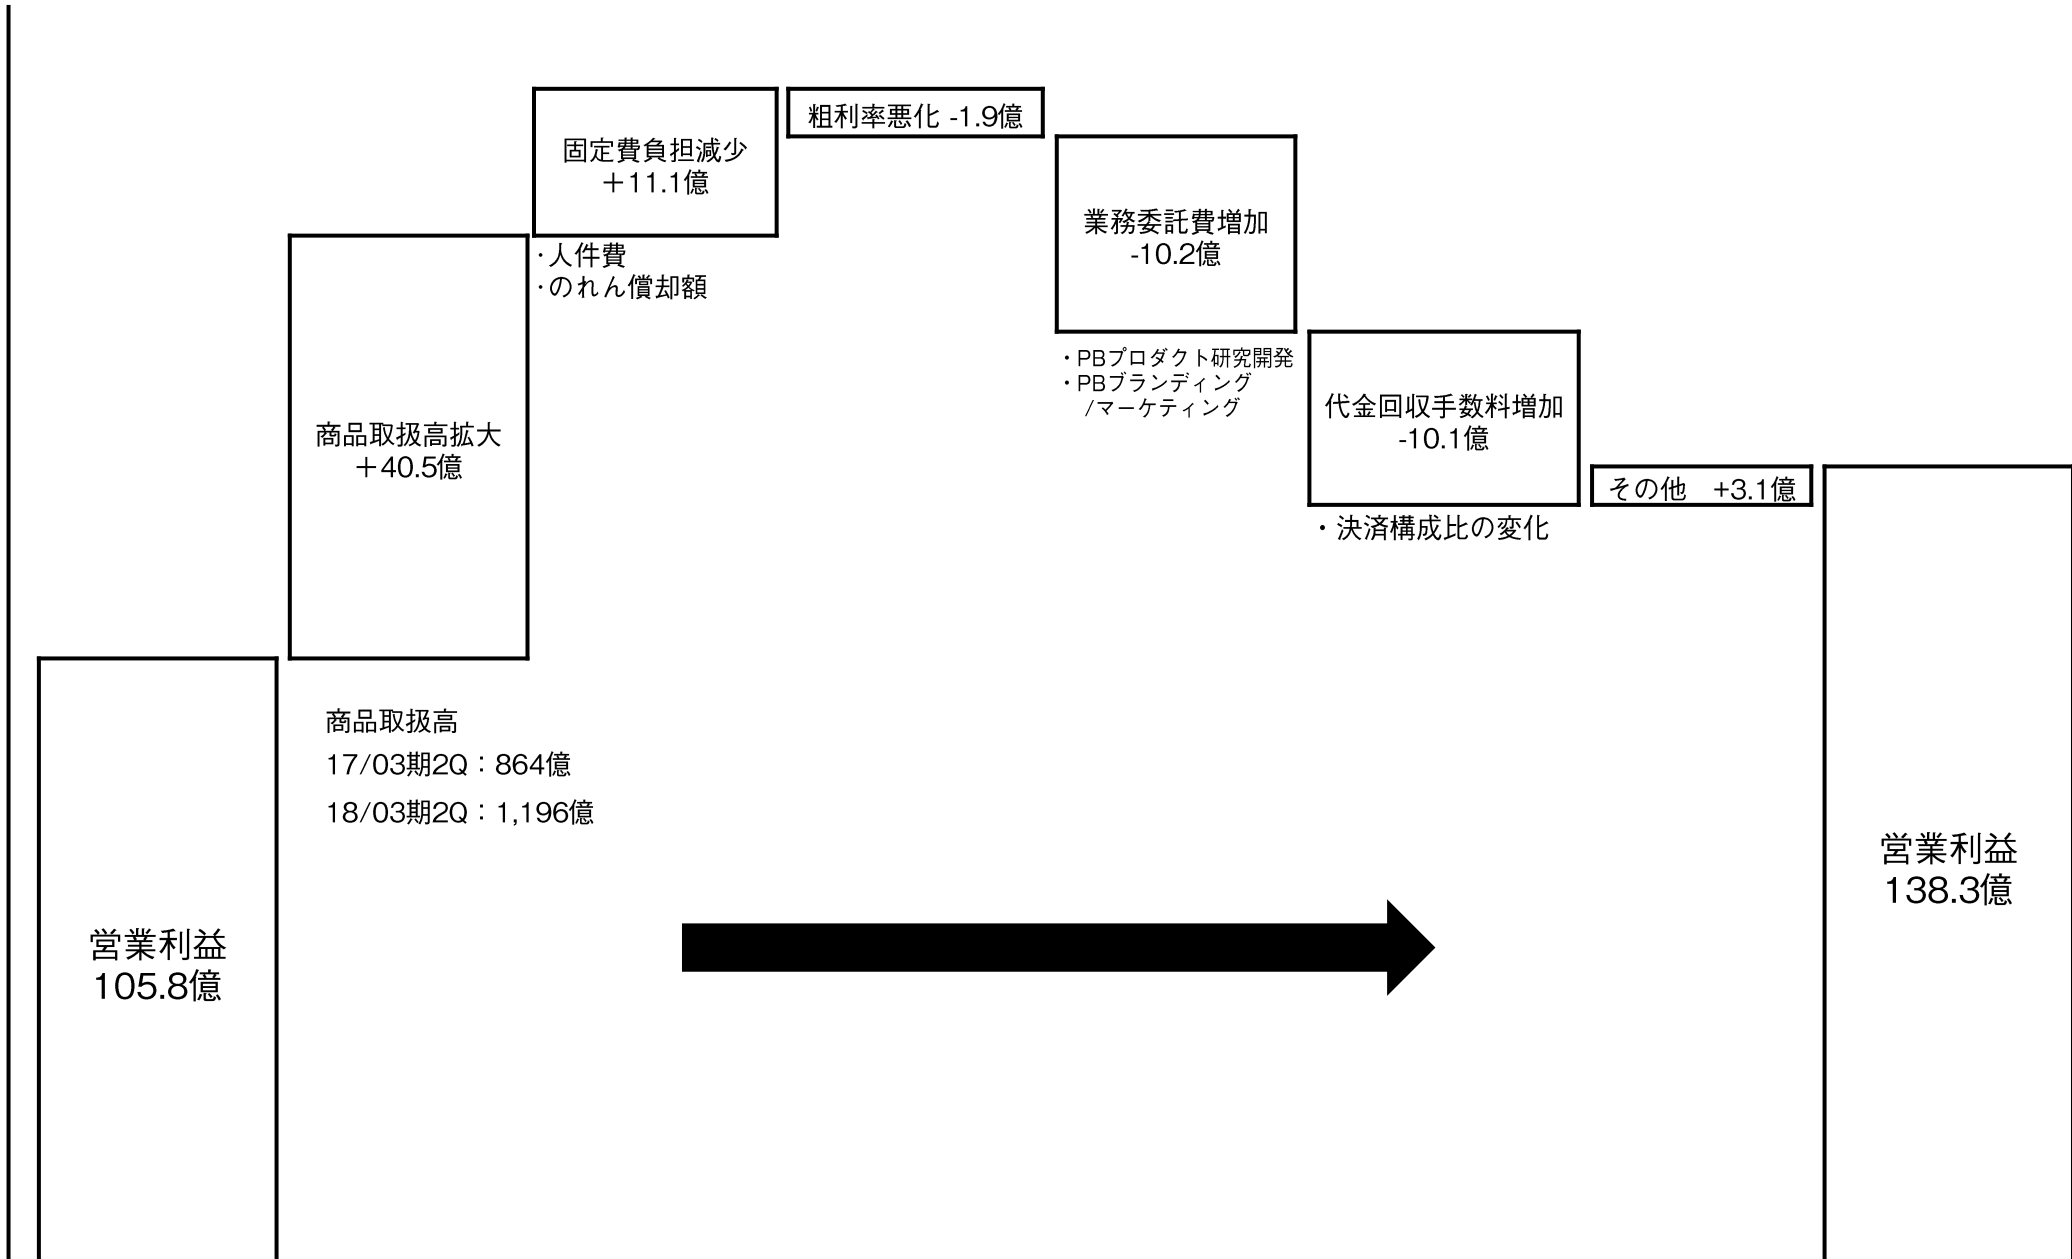 固定費負担減少
＋11.1億
・人件費
・のれん償却額
粗利率悪化 -1.9億
業務委託費増加
-10.2億
・PBプロダクト研究開発
・PBブランディング
/マーケティング
代金回収手数料増加
-10.1億
・決済構成比の変化
その他　+3.1億
商品取扱高拡大
＋40.5億
商品取扱高
17/03期2Q：864億
18/03期2Q：1,196億
営業利益
105.8億
営業利益
138.3億